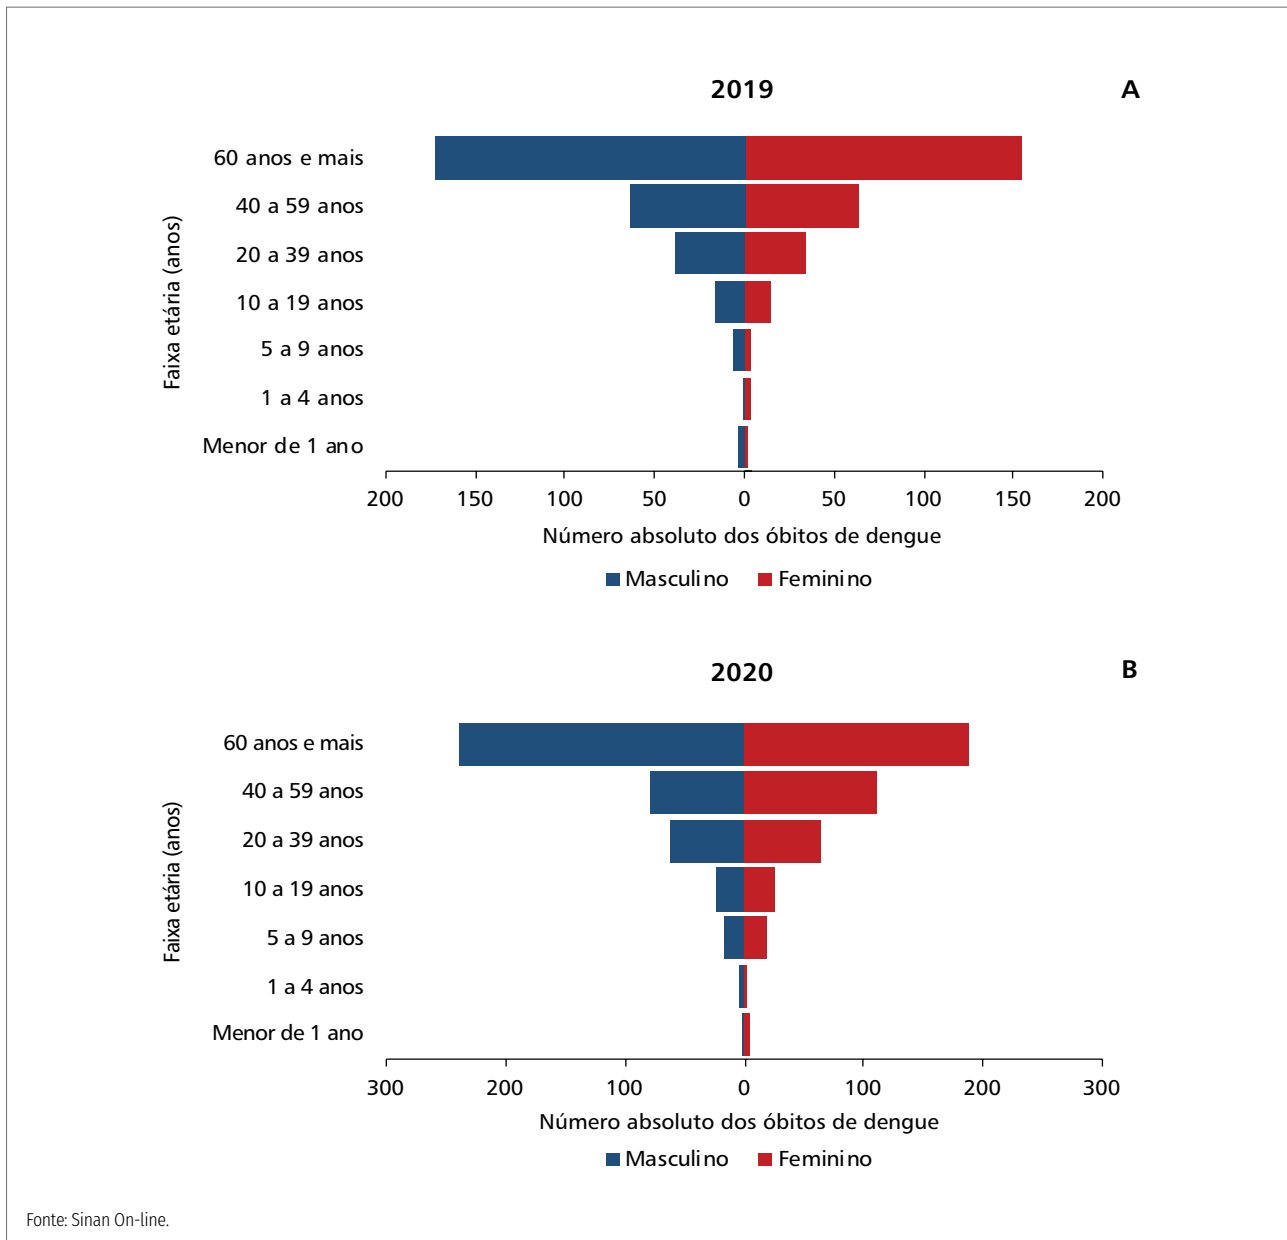 2019
A
Faixa etária (anos)
60 anos e mais
40 a 59 anos
20 a 39 anos
10 a 19 anos
5 a 9 anos
1 a 4 anos
Menor de 1 ano
200 150 100 50 0 50 100 150 200
Número absoluto dos óbitos de dengue
Masculino Feminino
2020
B
Faixa etária (anos)
60 anos e mais
40 a 59 anos
20 a 39 anos
10 a 19 anos
5 a 9 anos
1 a 4 anos
Menor de 1 ano
300 200 100 0 100 200 300
Número absoluto dos óbitos de dengue
Masculino Feminino
Fonte: Sinan On-line.